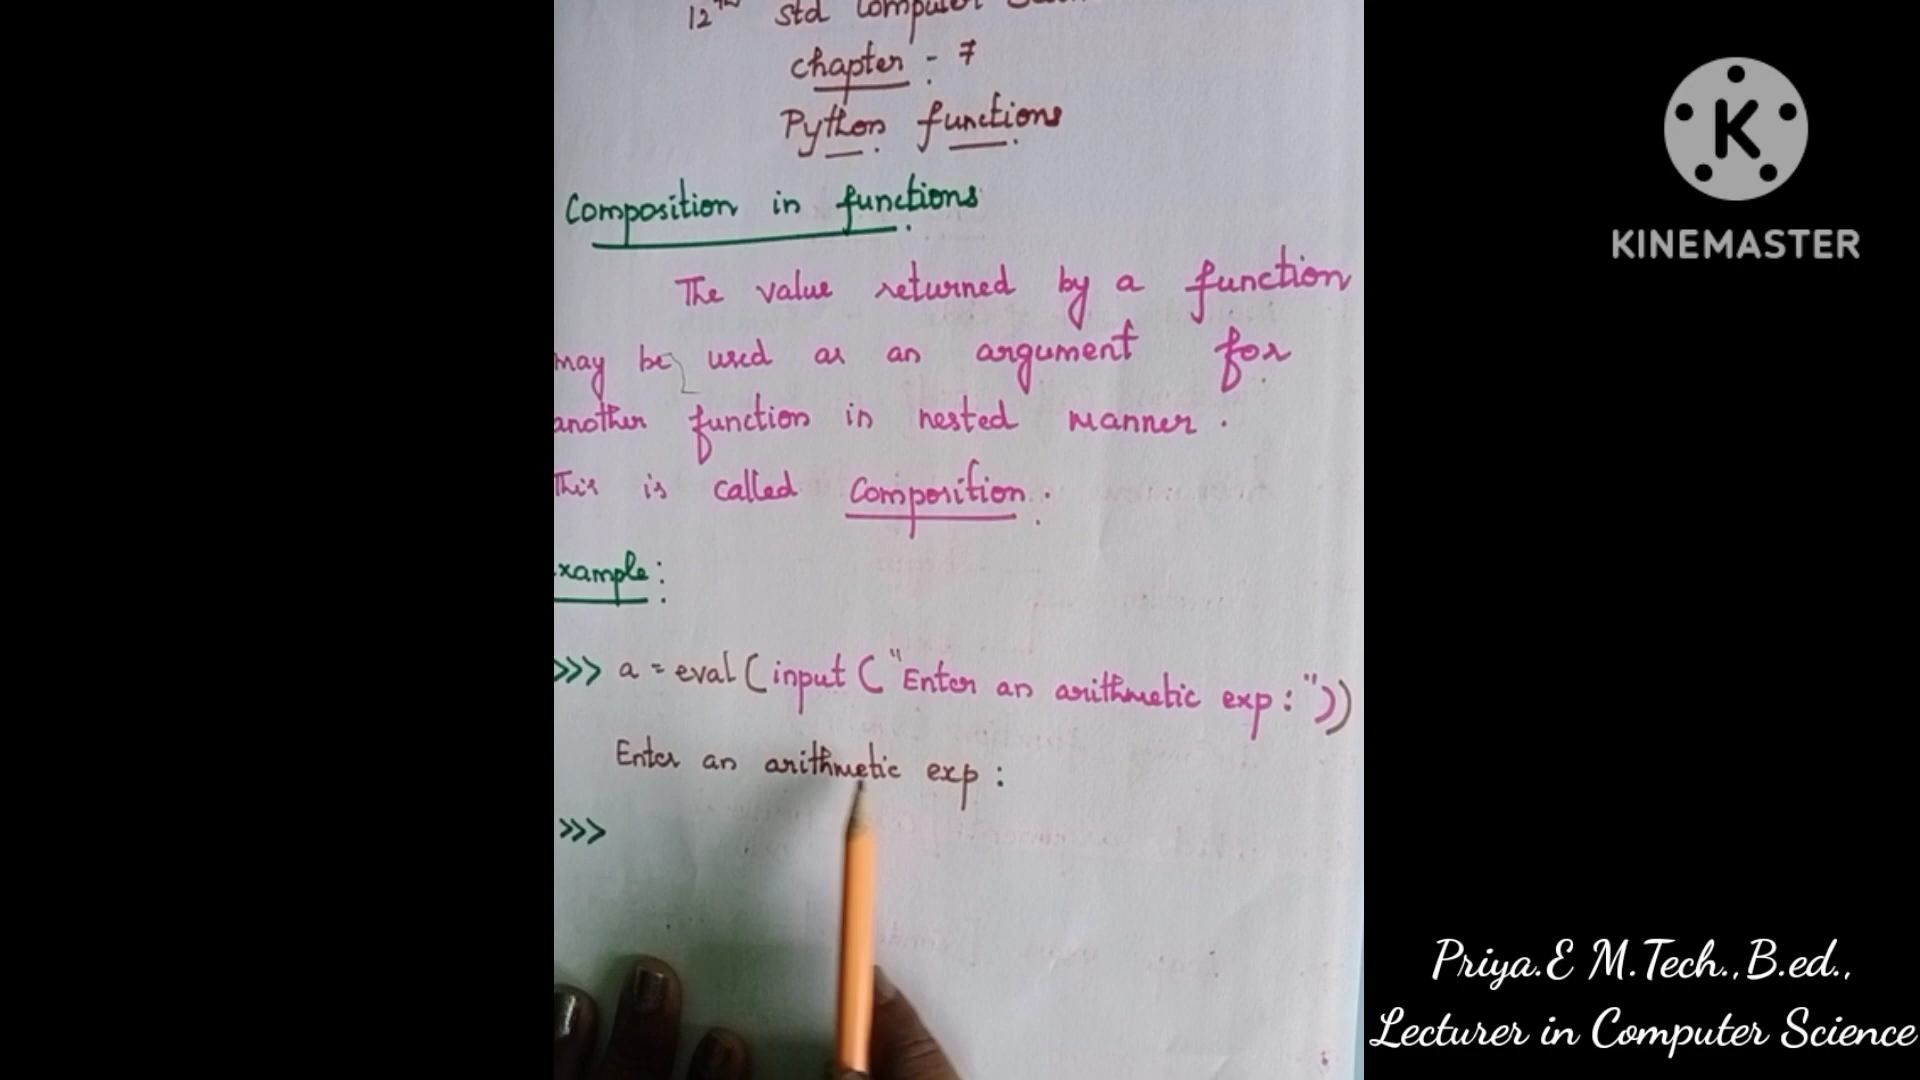 12th Std Computer
Chapter : 7
Python functions
Composition in functions
The value returned by a function
may be used as an argument for
another function in nested manner.
This is called Composition.
xample:
>>> a = eval(input("Enter an arithmetic exp:"))
Enter an arithmetic exp:
>>>
KINEMASTER
Priya.E M.Tech.,B.ed.,
Lecturer in Computer Science